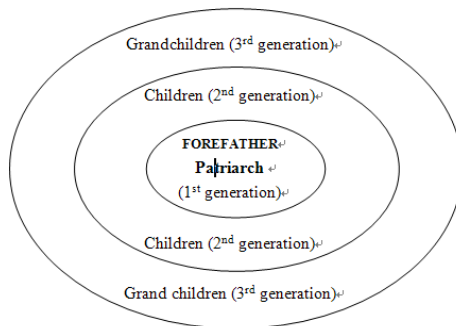 Grandchildren (3rd generation)
Children (2nd generation)
FOREFATHER
Patriarch
(1st generation)
Children (2nd generation)
Grand children (3rd generation)